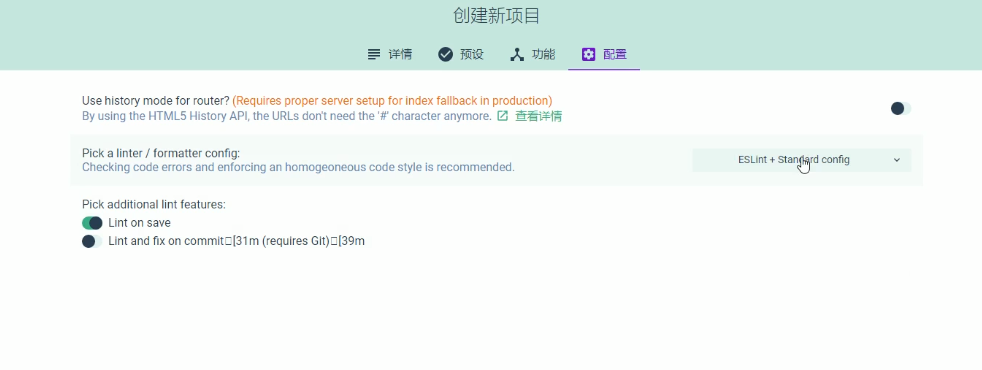 创建新项目
详情 预设 功能 配置
Use history mode for router? (Requires proper server setup for index fallback in production)
By using the HTML5 History API, the URLs don't need the '#' character anymore. 查看详情
Pick a linter / formatter config:
Checking code errors and enforcing an homogeneous code style is recommended.
ESLint + Standard config
Pick additional lint features:
Lint on save
Lint and fix on commit□[31m (requires Git)□[39m